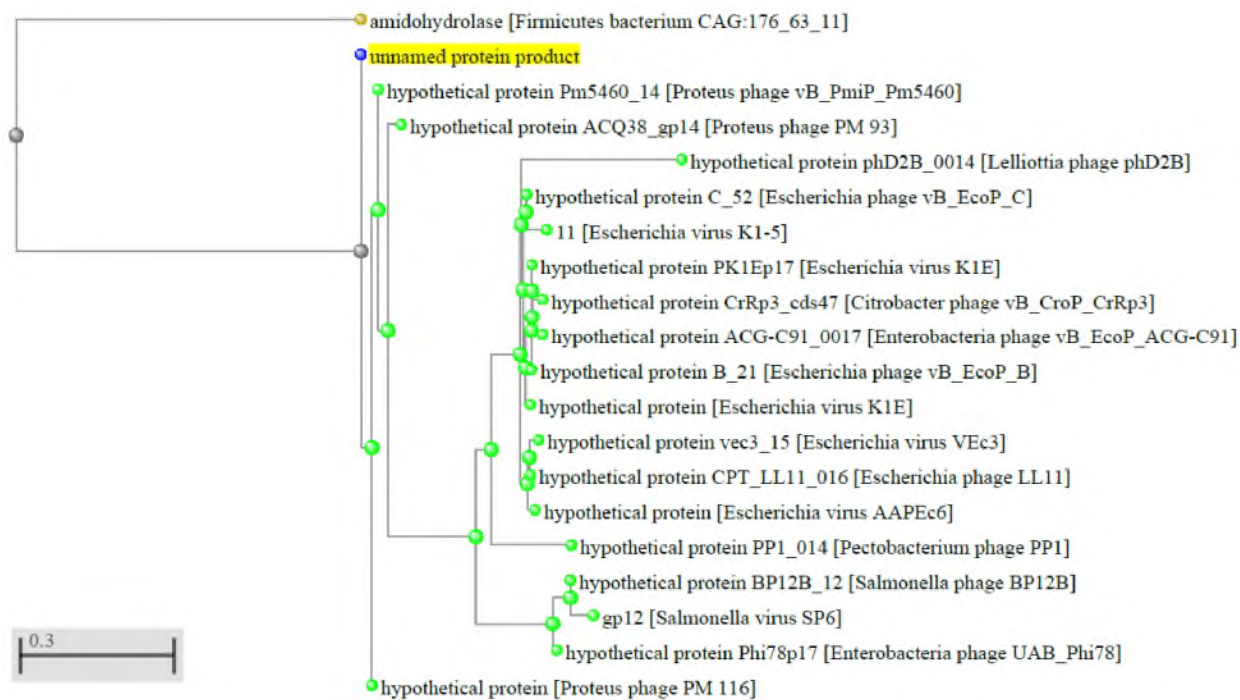 amidohydrolase [Firmicutes bacterium CAG:176_63_11]
unnamed protein product
hypothetical protein Pm5460_14 [Proteus phage vB_PmiP_Pm5460]
hypothetical protein ACQ38_gp14 [Proteus phage PM 93]
hypothetical protein phD2B_0014 [Lelliottia phage phD2B]
hypothetical protein C_52 [Escherichia phage vB_EcoP_C]
11 [Escherichia virus K1-5]
hypothetical protein PK1Ep17 [Escherichia virus K1E]
hypothetical protein CrRp3_cds47 [Citrobacter phage vB_CroP_CrRp3]
hypothetical protein ACG-C91_0017 [Enterobacteria phage vB_EcoP_ACG-C91]
hypothetical protein B_21 [Escherichia phage vB_EcoP_B]
hypothetical protein [Escherichia virus K1E]
hypothetical protein vec3_15 [Escherichia virus VEc3]
hypothetical protein CPT_LL11_016 [Escherichia phage LL11]
hypothetical protein [Escherichia virus AAPEc6]
hypothetical protein PP1_014 [Pectobacterium phage PP1]
hypothetical protein BP12B_12 [Salmonella phage BP12B]
gp12 [Salmonella virus SP6]
hypothetical protein Phi78p17 [Enterobacteria phage UAB_Phi78]
hypothetical protein [Proteus phage PM 116]
0.3